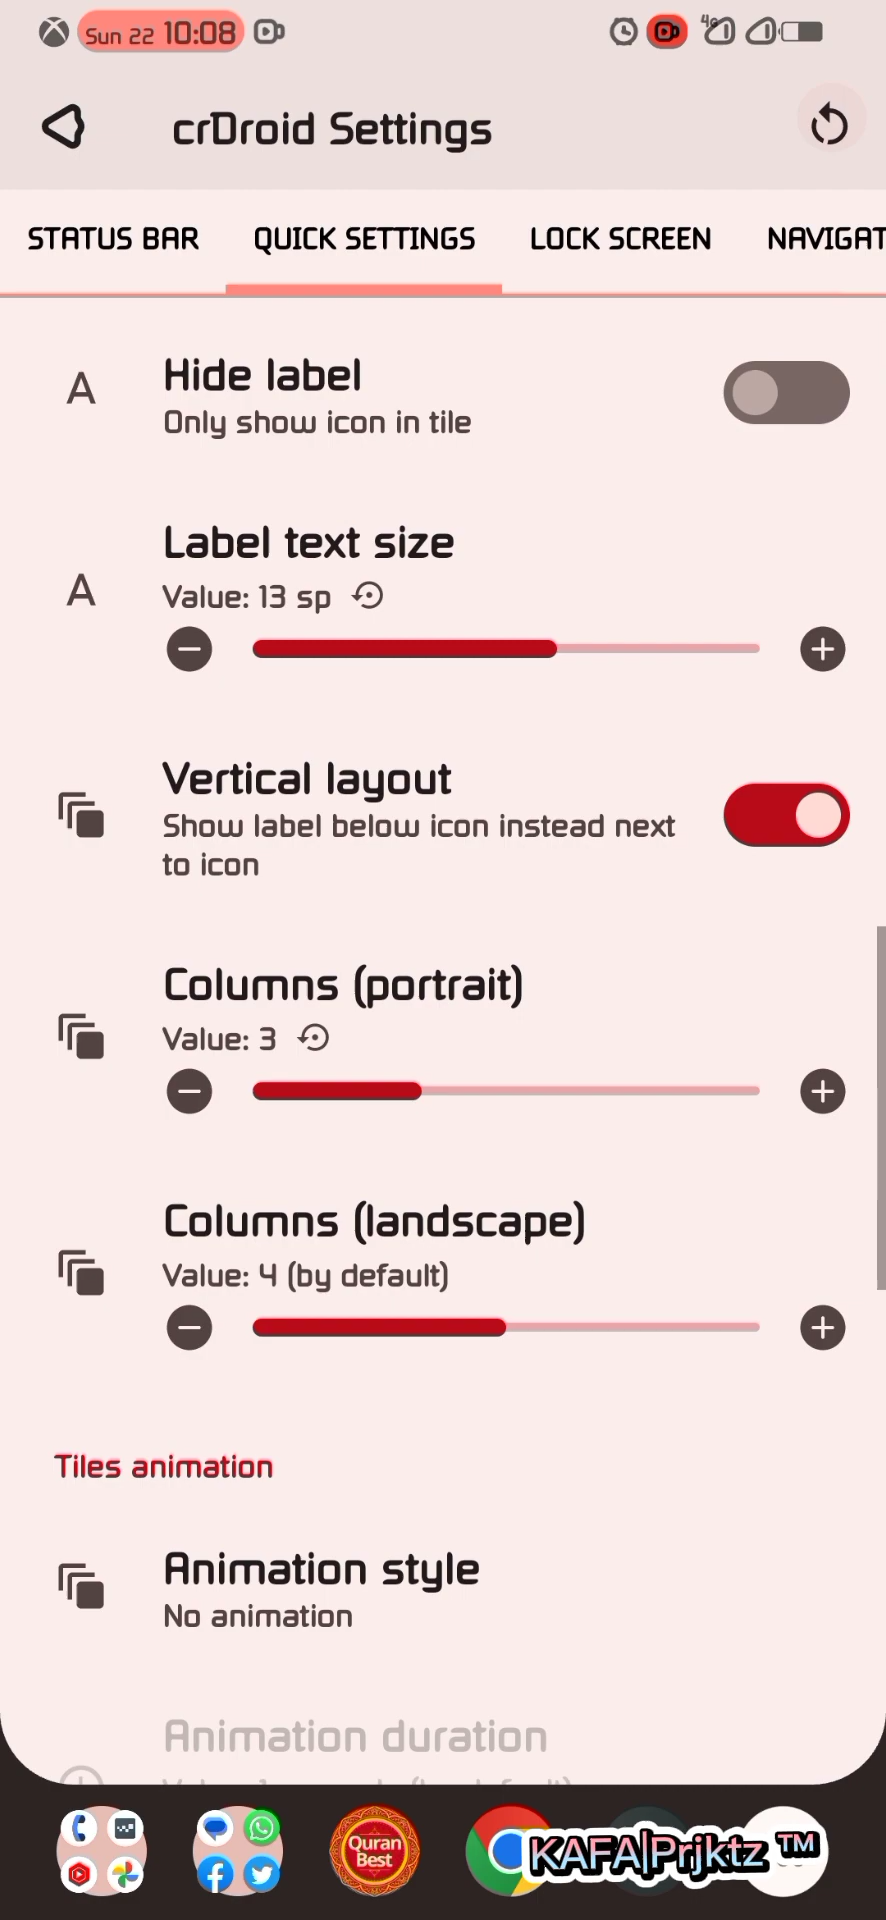 Sun 22 10:08
4G
crDroid Settings
STATUS BAR QUICK SETTINGS LOCK SCREEN NAVIGAT
A Hide label
Only show icon in tile
Label text size
A Value: 13 sp
Vertical layout
Show label below icon instead next
to icon
Columns (portrait)
Value: 3
Columns (landscape)
Value: 4 (by default)
Tiles animation
Animation style
No animation
Animation duration
Quran
Best
KAFA|Prjktz ™